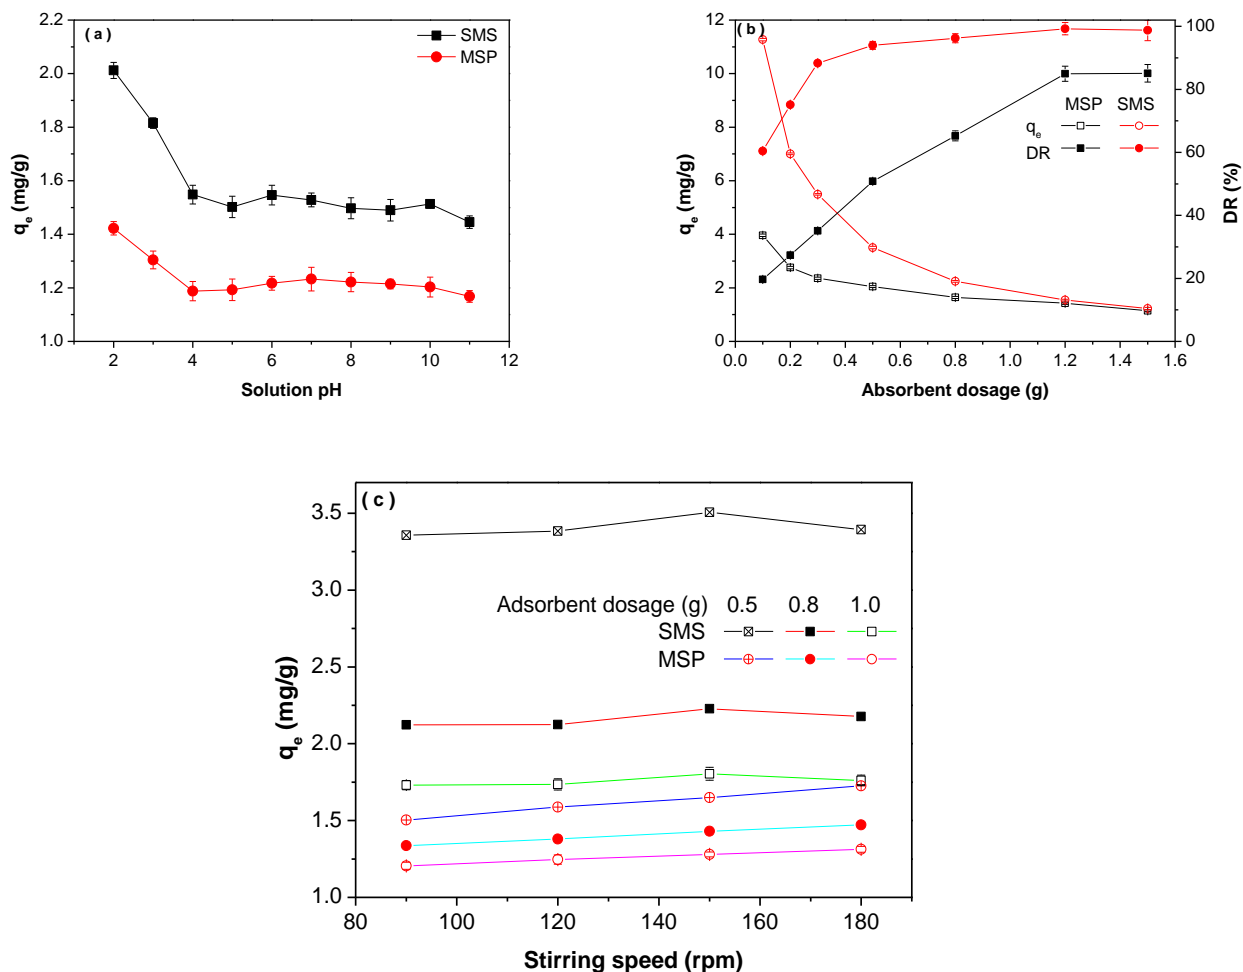 ( a )
SMS
MSP
2.2
2.0
1.8
1.6
1.4
1.2
1.0
2 4 6 8 10 12
qe (mg/g)
Solution pH
( b )
12
10
8
6
4
2
0
100
80
60
40
20
0
MSP SMS
qe
DR
0.0 0.2 0.4 0.6 0.8 1.0 1.2 1.4 1.6
qe (mg/g)
DR (%)
Absorbent dosage (g)
( c )
3.5
3.0
2.5
2.0
1.5
1.0
Adsorbent dosage (g) 0.5 0.8 1.0
SMS
MSP
80 100 120 140 160 180
qe (mg/g)
Stirring speed (rpm)